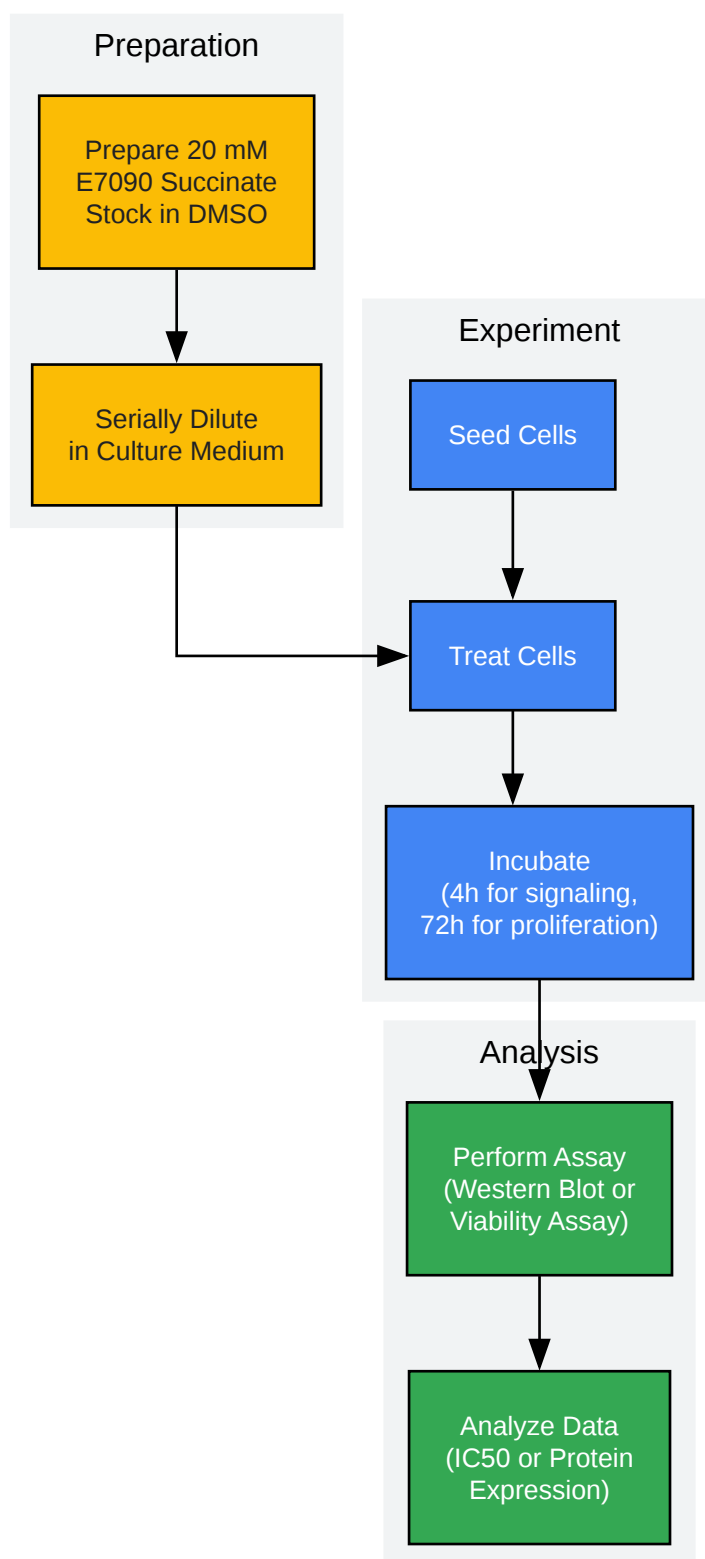 Preparation
Prepare 20 mM
E7090 Succinate
Stock in DMSO
Serially Dilute
in Culture Medium
Experiment
Seed Cells
Treat Cells
Incubate
(4h for signaling,
72h for proliferation)
Analysis
Perform Assay
(Western Blot or
Viability Assay)
Analyze Data
(IC50 or Protein
Expression)